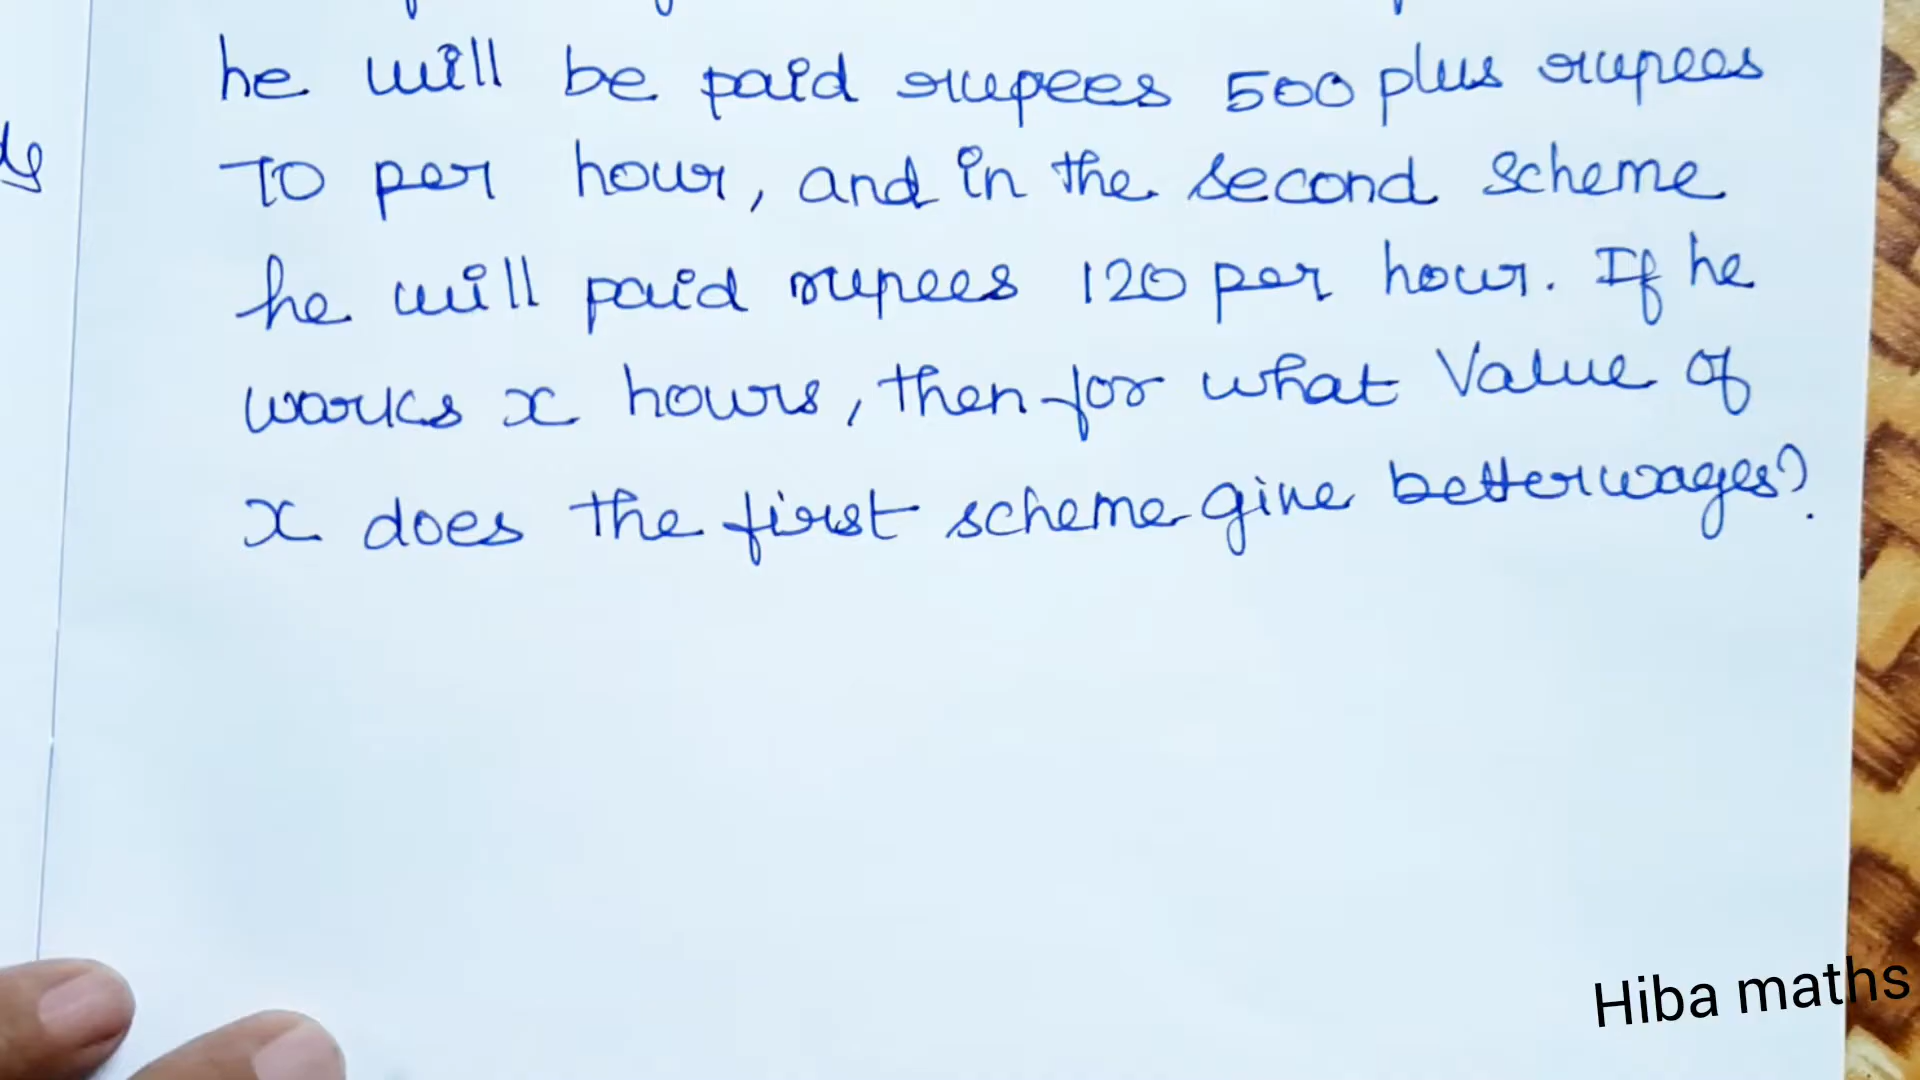 he will be paid rupees 500 plus rupees
70 per hour, and in the second scheme
he will paid rupees 120 per hour. If he
works x hours, then for what Value of
x does the first scheme give better wages?
Hiba maths